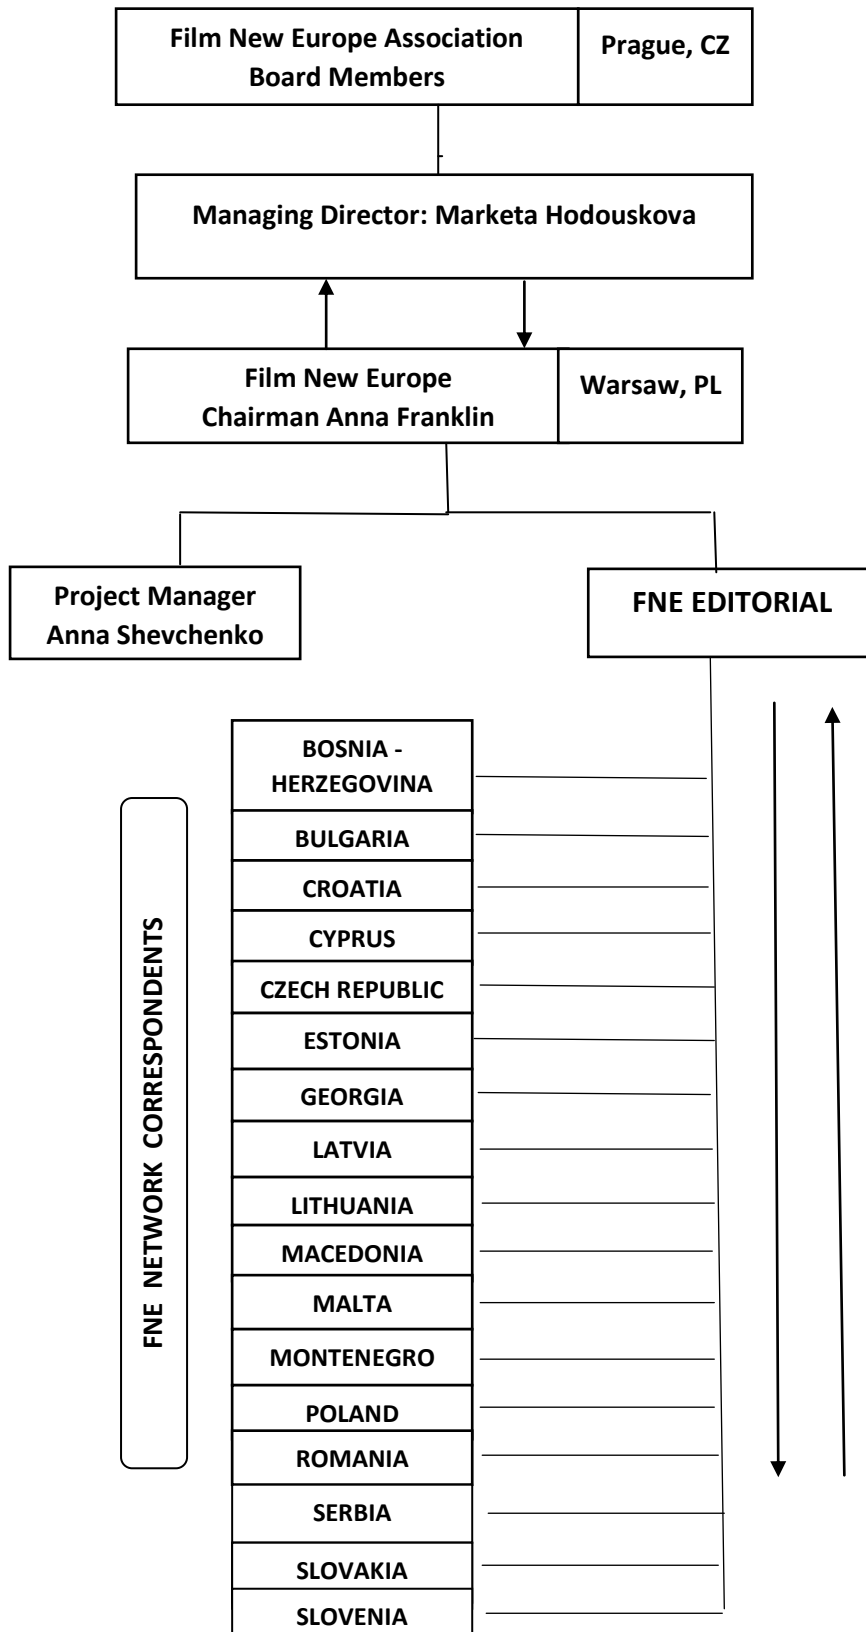 Film New Europe Association
Board Members
Prague, CZ
Managing Director: Marketa Hodouskova
Film New Europe
Chairman Anna Franklin
Warsaw, PL
Project Manager
Anna Shevchenko
FNE EDITORIAL
FNE NETWORK CORRESPONDENTS
BOSNIA -
HERZEGOVINA
BULGARIA
CROATIA
CYPRUS
CZECH REPUBLIC
ESTONIA
GEORGIA
LATVIA
LITHUANIA
MACEDONIA
MALTA
MONTENEGRO
POLAND
ROMANIA
SERBIA
SLOVAKIA
SLOVENIA